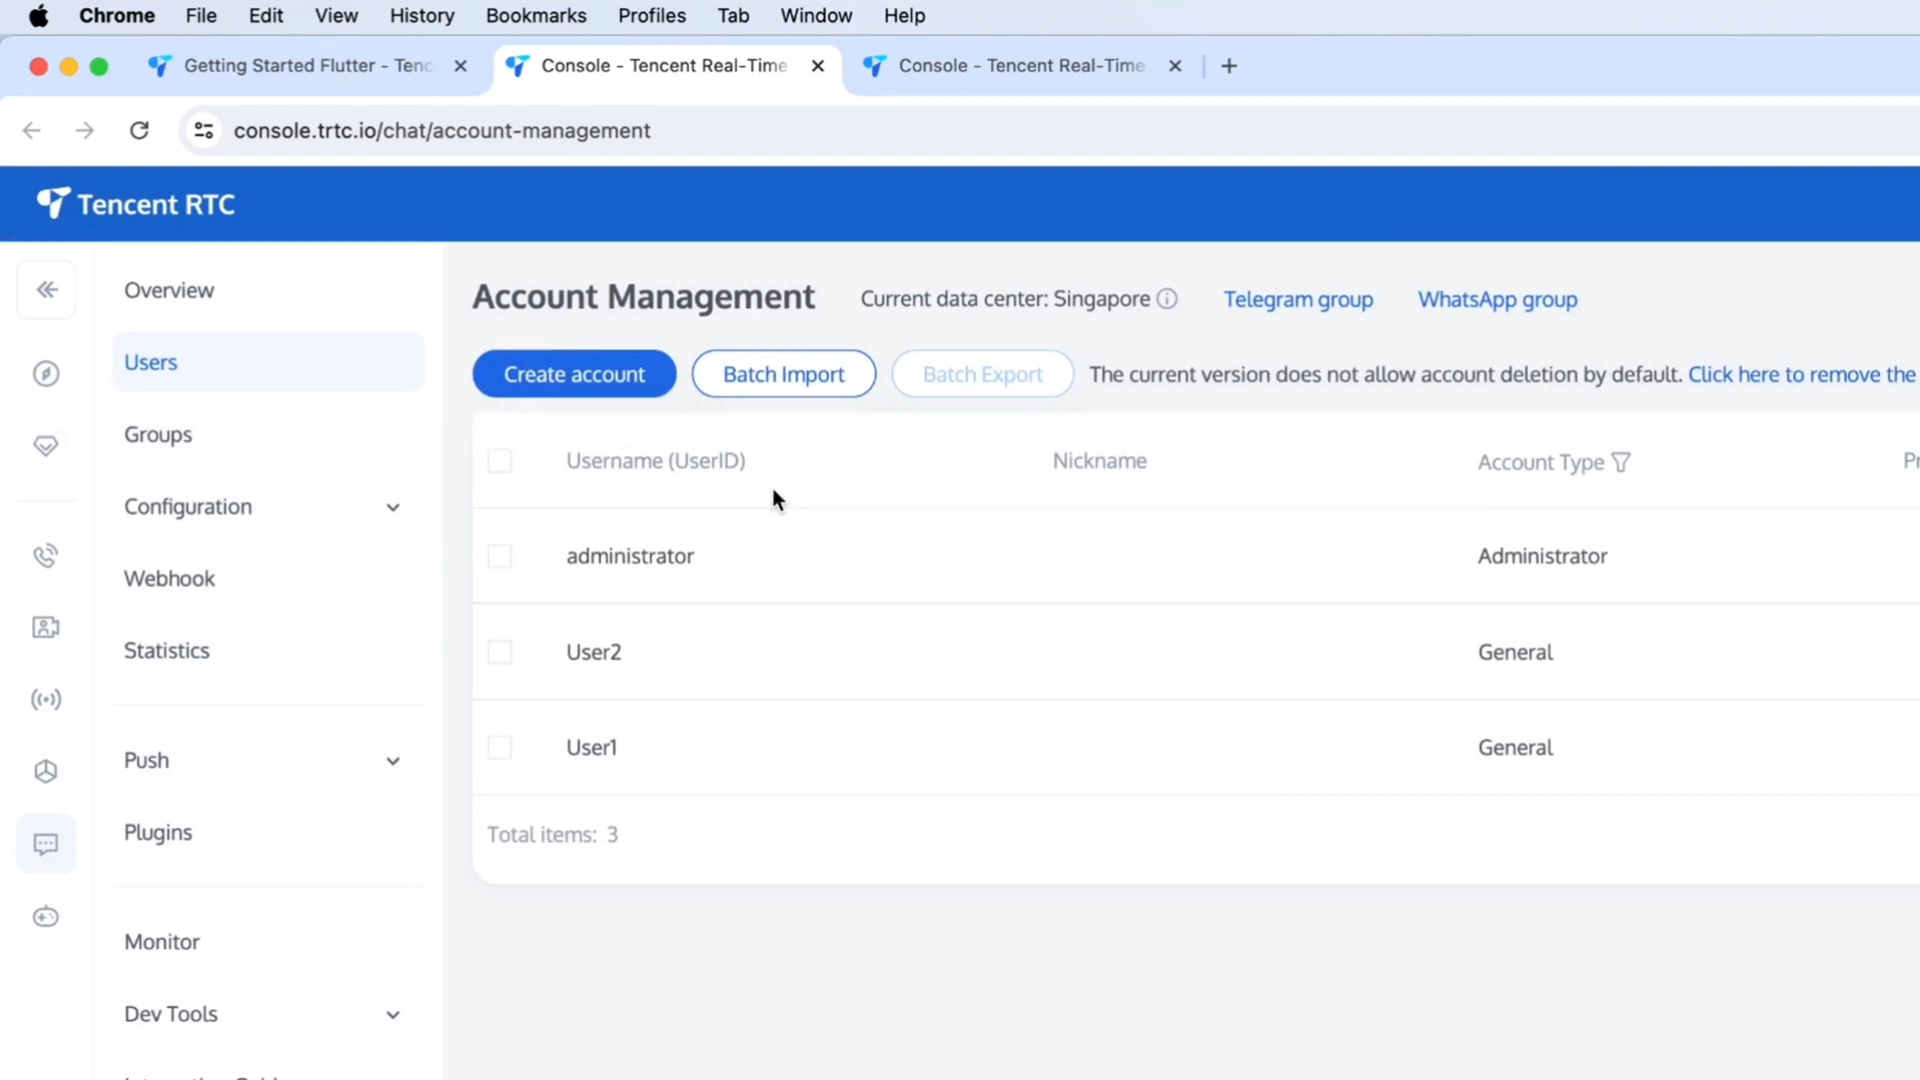 Chrome File Edit View History Bookmarks Profiles Tab Window Help
Getting Started Flutter - Tenc Console - Tencent Real-Time Console - Tencent Real-Time
console.trtc.io/chat/account-management
Tencent RTC
Overview
Users
Groups
Configuration
Webhook
Statistics
Push
Plugins
Monitor
Dev Tools
Account Management Current data center: Singapore Telegram group WhatsApp group
Create account Batch Import Batch Export The current version does not allow account deletion by default. Click here to remove the
Username (UserID) Nickname Account Type Pr
administrator Administrator
User2 General
User1 General
Total items: 3